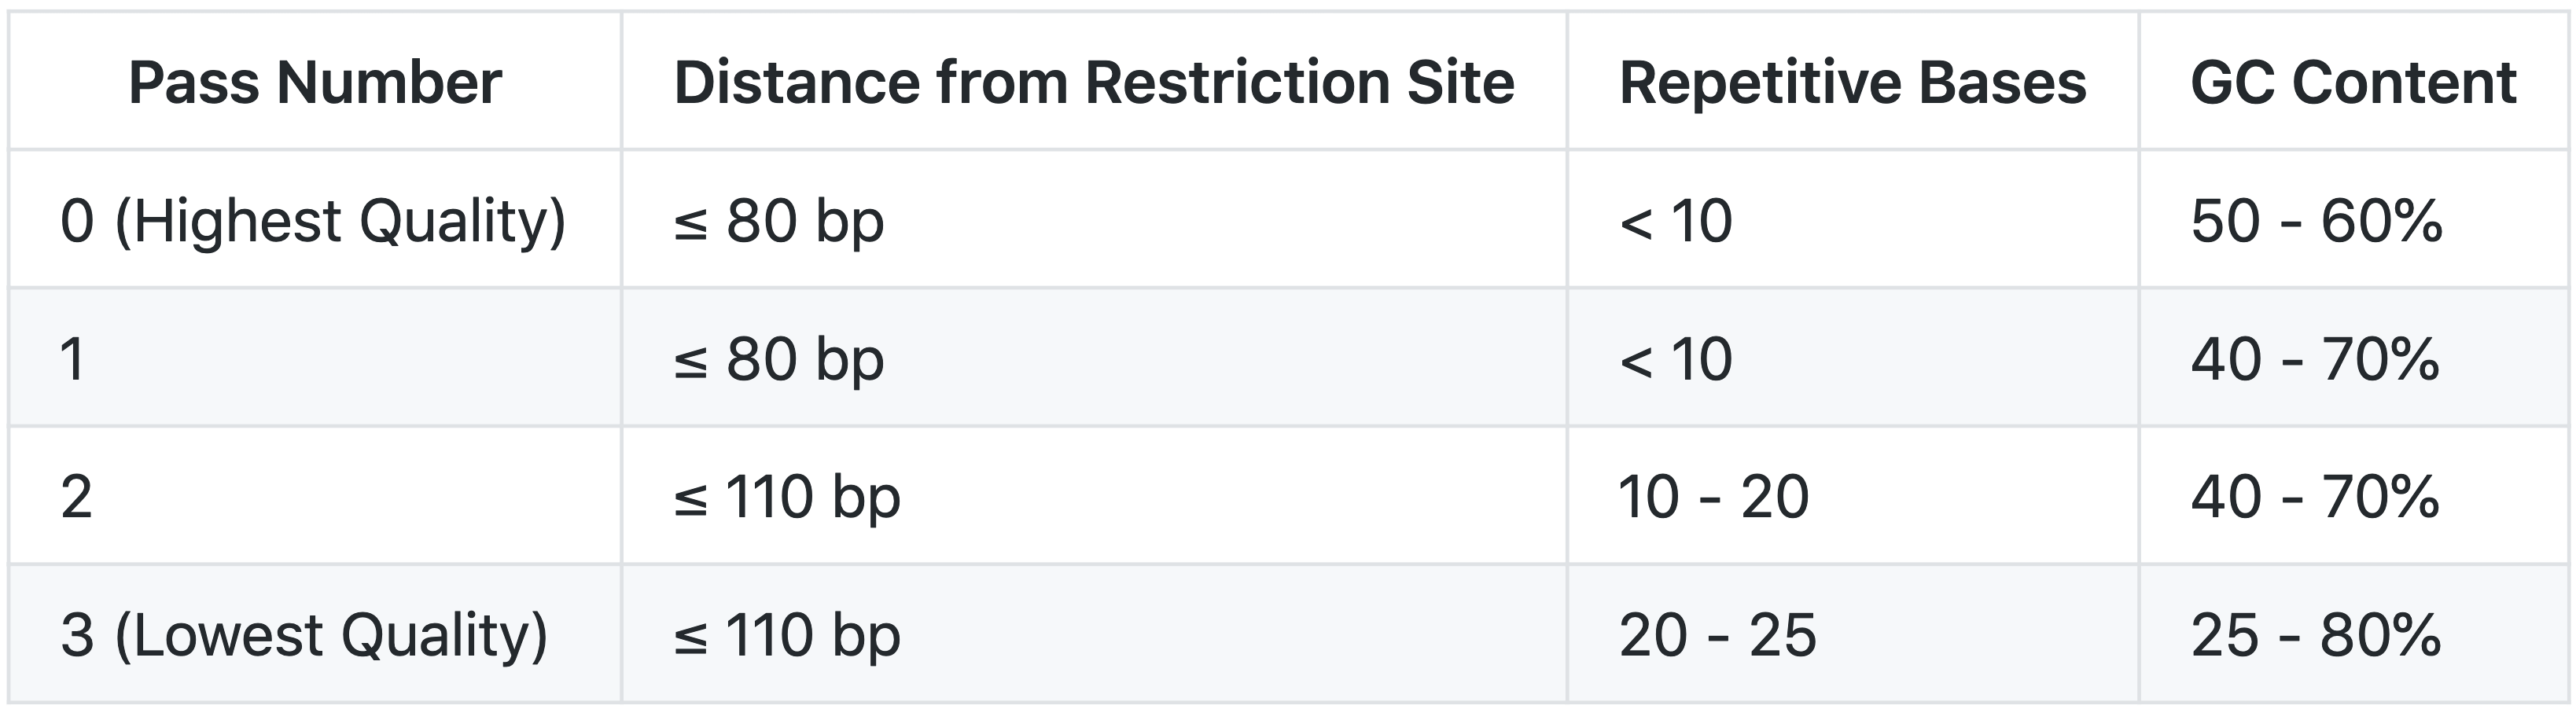 Pass Number Distance from Restriction Site Repetitive Bases GC Content
0 (Highest Quality) ≤ 80 bp < 10 50 - 60%
1 ≤ 80 bp < 10 40 - 70%
2 ≤ 110 bp 10 - 20 40 - 70%
3 (Lowest Quality) ≤ 110 bp 20 - 25 25 - 80%